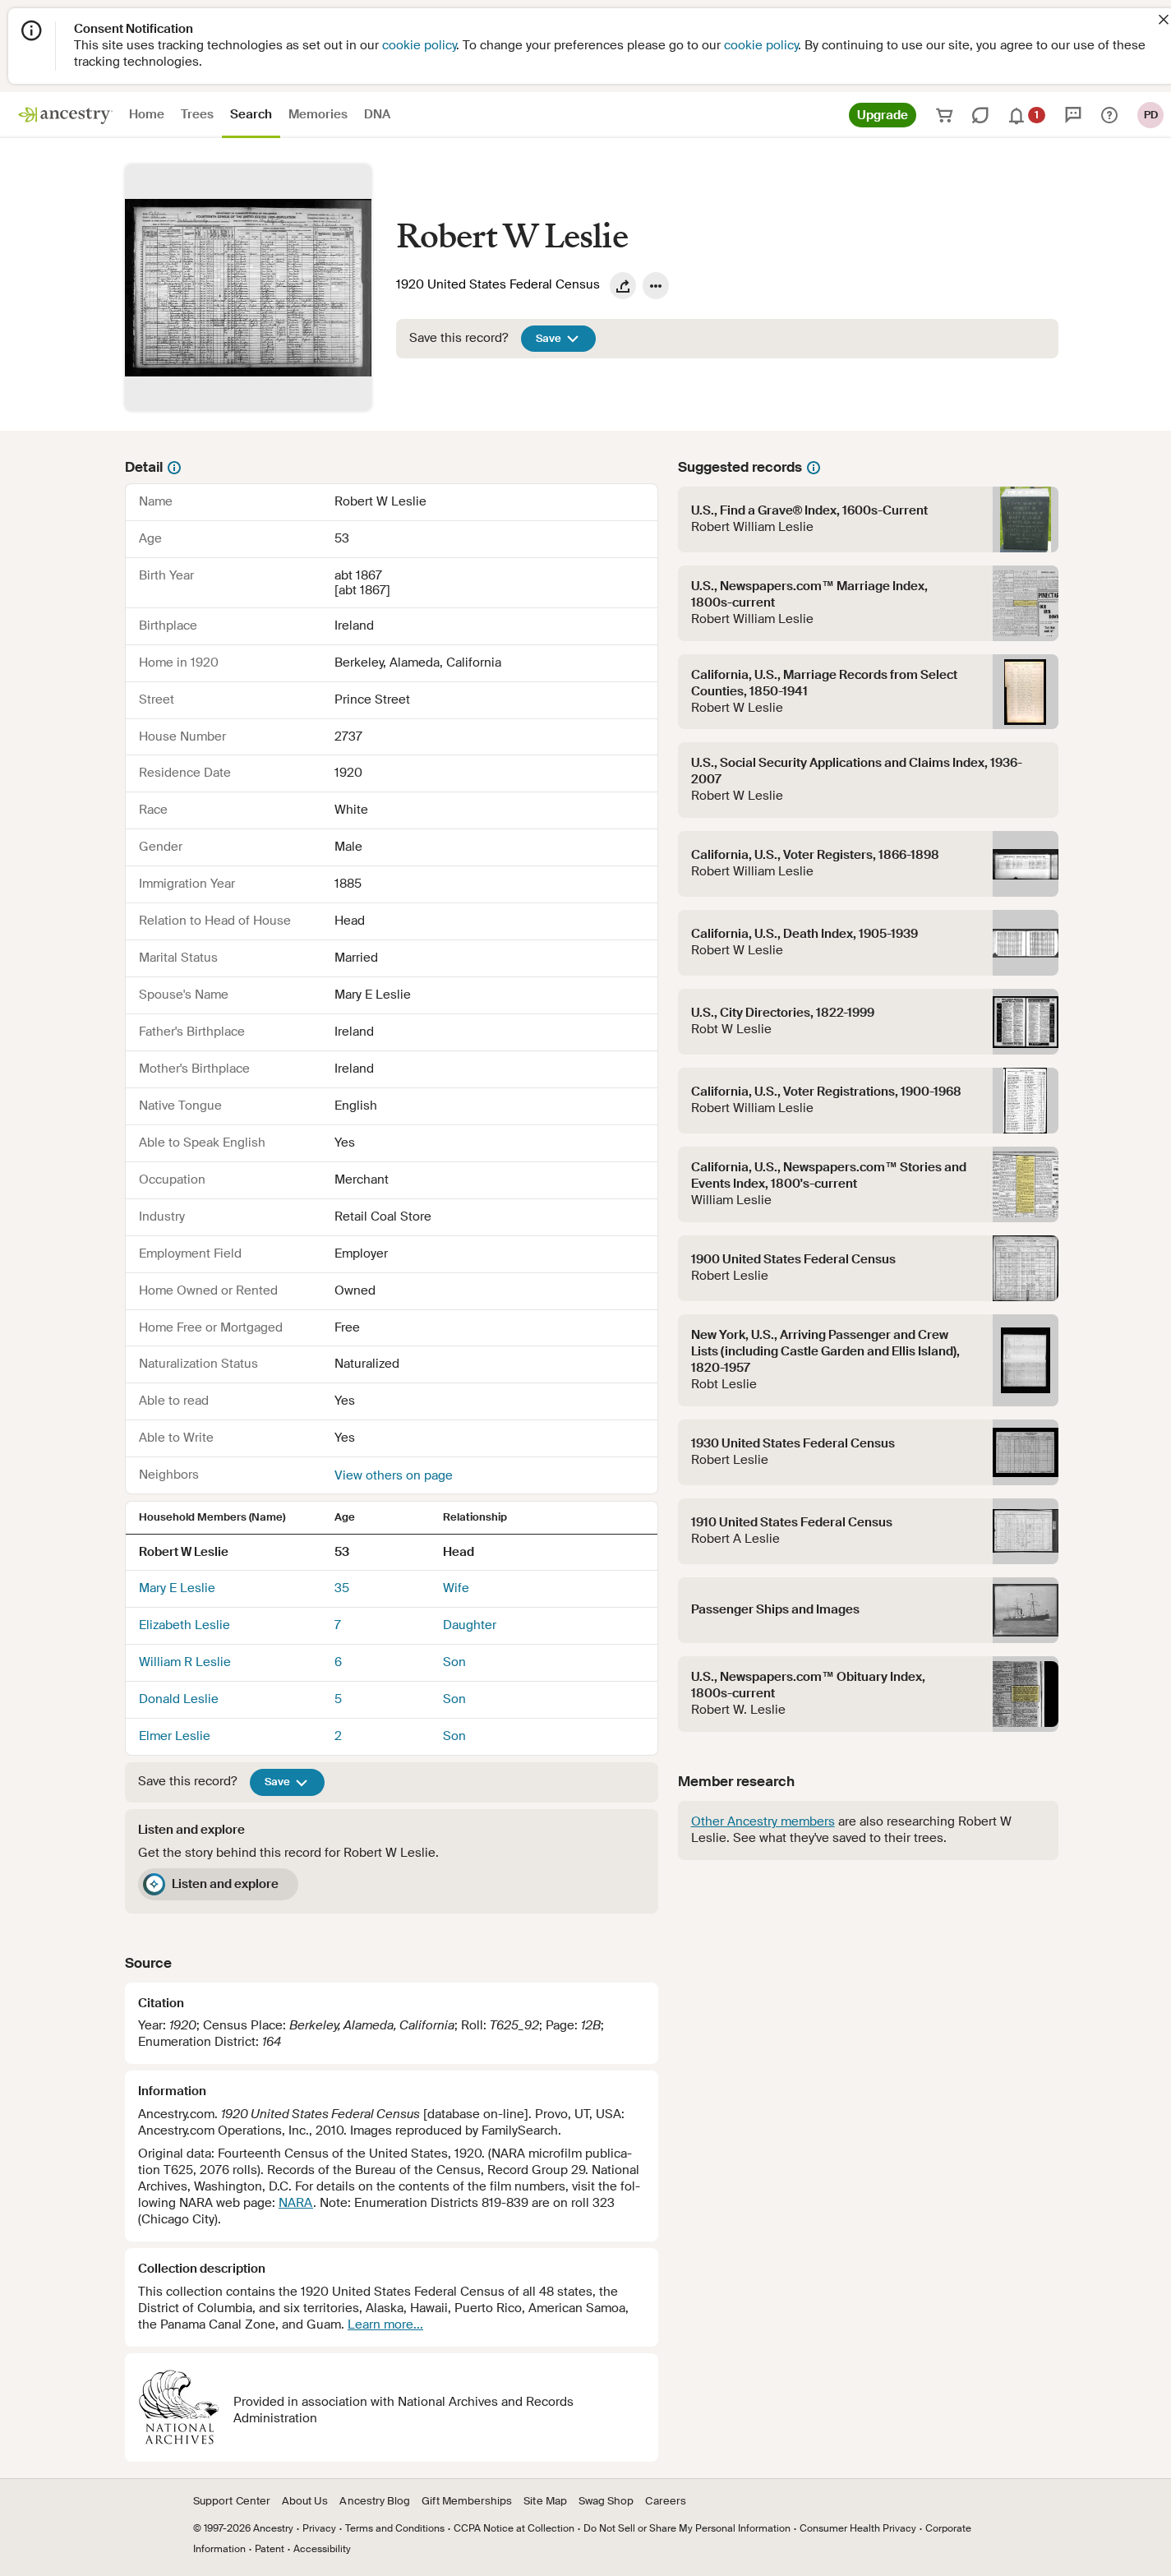 Consent Notification
This site uses tracking technologies as set out in our cookie policy. To change your preferences please go to our cookie policy. By continuing to use our site, you agree to our use of these
tracking technologies.
ancestry
Home Trees Search Memories DNA
Upgrade
1
PD
Robert W Leslie
1920 United States Federal Census
Save this record? Save
Detail
Name Robert W Leslie
Age 53
Birth Year abt 1867
[abt 1867]
Birthplace Ireland
Home in 1920 Berkeley, Alameda, California
Street Prince Street
House Number 2737
Residence Date 1920
Race White
Gender Male
Immigration Year 1885
Relation to Head of House Head
Marital Status Married
Spouse's Name Mary E Leslie
Father's Birthplace Ireland
Mother's Birthplace Ireland
Native Tongue English
Able to Speak English Yes
Occupation Merchant
Industry Retail Coal Store
Employment Field Employer
Home Owned or Rented Owned
Home Free or Mortgaged Free
Naturalization Status Naturalized
Able to read Yes
Able to Write Yes
Neighbors View others on page
Household Members (Name) Age Relationship
Robert W Leslie 53 Head
Mary E Leslie 35 Wife
Elizabeth Leslie 7 Daughter
William R Leslie 6 Son
Donald Leslie 5 Son
Elmer Leslie 2 Son
Save this record? Save
Listen and explore
Get the story behind this record for Robert W Leslie.
Listen and explore
Suggested records
U.S., Find a Grave® Index, 1600s-Current
Robert William Leslie
U.S., Newspapers.com™ Marriage Index,
1800s-current
Robert William Leslie
California, U.S., Marriage Records from Select
Counties, 1850-1941
Robert W Leslie
U.S., Social Security Applications and Claims Index, 1936-
2007
Robert W Leslie
California, U.S., Voter Registers, 1866-1898
Robert William Leslie
California, U.S., Death Index, 1905-1939
Robert W Leslie
U.S., City Directories, 1822-1999
Robt W Leslie
California, U.S., Voter Registrations, 1900-1968
Robert William Leslie
California, U.S., Newspapers.com™ Stories and
Events Index, 1800's-current
William Leslie
1900 United States Federal Census
Robert Leslie
New York, U.S., Arriving Passenger and Crew
Lists (including Castle Garden and Ellis Island),
1820-1957
Robt Leslie
1930 United States Federal Census
Robert Leslie
1910 United States Federal Census
Robert A Leslie
Passenger Ships and Images
U.S., Newspapers.com™ Obituary Index,
1800s-current
Robert W. Leslie
Member research
Other Ancestry members are also researching Robert W
Leslie. See what they've saved to their trees.
Source
Citation
Year: 1920; Census Place: Berkeley, Alameda, California; Roll: T625_92; Page: 12B;
Enumeration District: 164
Information
Ancestry.com. 1920 United States Federal Census [database on-line]. Provo, UT, USA:
Ancestry.com Operations, Inc., 2010. Images reproduced by FamilySearch.
Original data: Fourteenth Census of the United States, 1920. (NARA microfilm publica-
tion T625, 2076 rolls). Records of the Bureau of the Census, Record Group 29. National
Archives, Washington, D.C. For details on the contents of the film numbers, visit the fol-
lowing NARA web page: NARA. Note: Enumeration Districts 819-839 are on roll 323
(Chicago City).
Collection description
This collection contains the 1920 United States Federal Census of all 48 states, the
District of Columbia, and six territories, Alaska, Hawaii, Puerto Rico, American Samoa,
the Panama Canal Zone, and Guam. Learn more...
NATIONAL
ARCHIVES
Provided in association with National Archives and Records
Administration
Support Center About Us Ancestry Blog Gift Memberships Site Map Swag Shop Careers
© 1997-2026 Ancestry • Privacy • Terms and Conditions • CCPA Notice at Collection • Do Not Sell or Share My Personal Information • Consumer Health Privacy • Corporate
Information • Patent • Accessibility